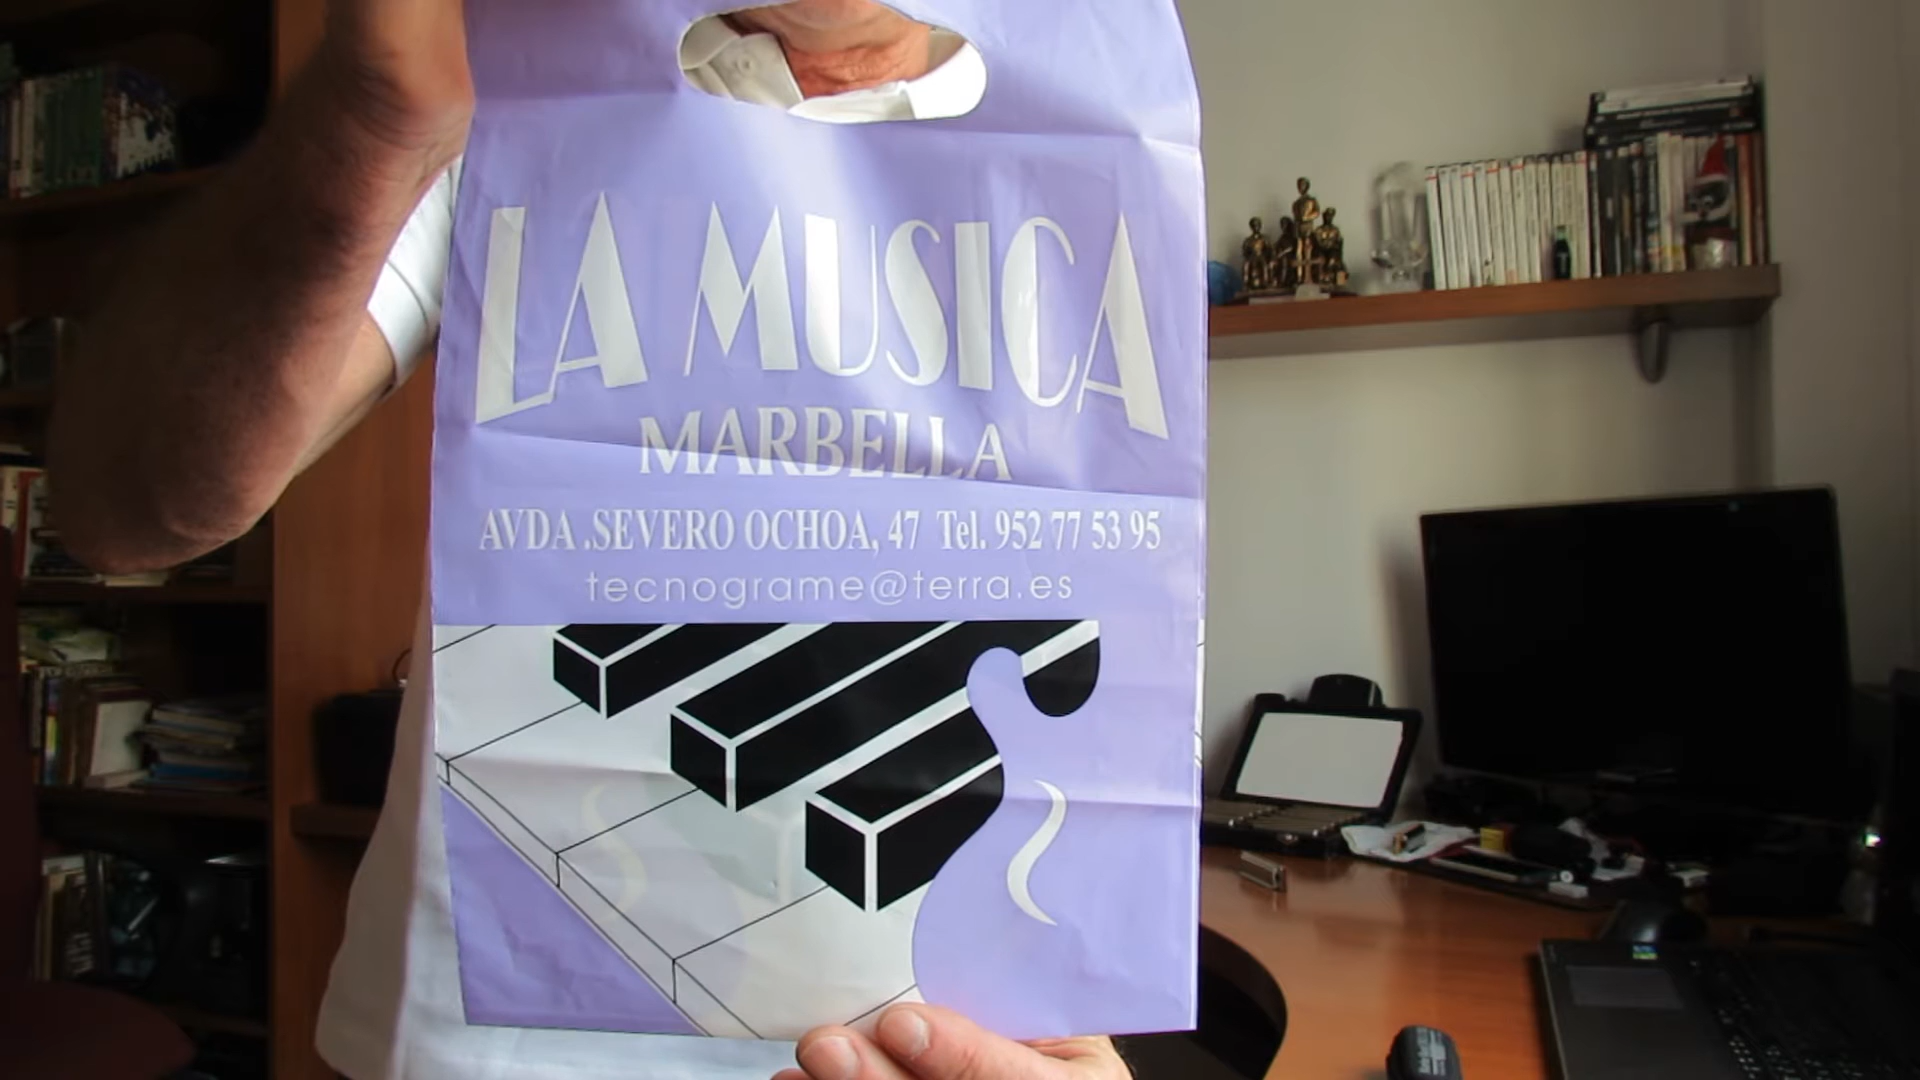 LA MUSICA
MARBELLA
AVDA .SEVERO OCHOA, 47 Tel. 952 77 53 95
tecnograme@terra.es